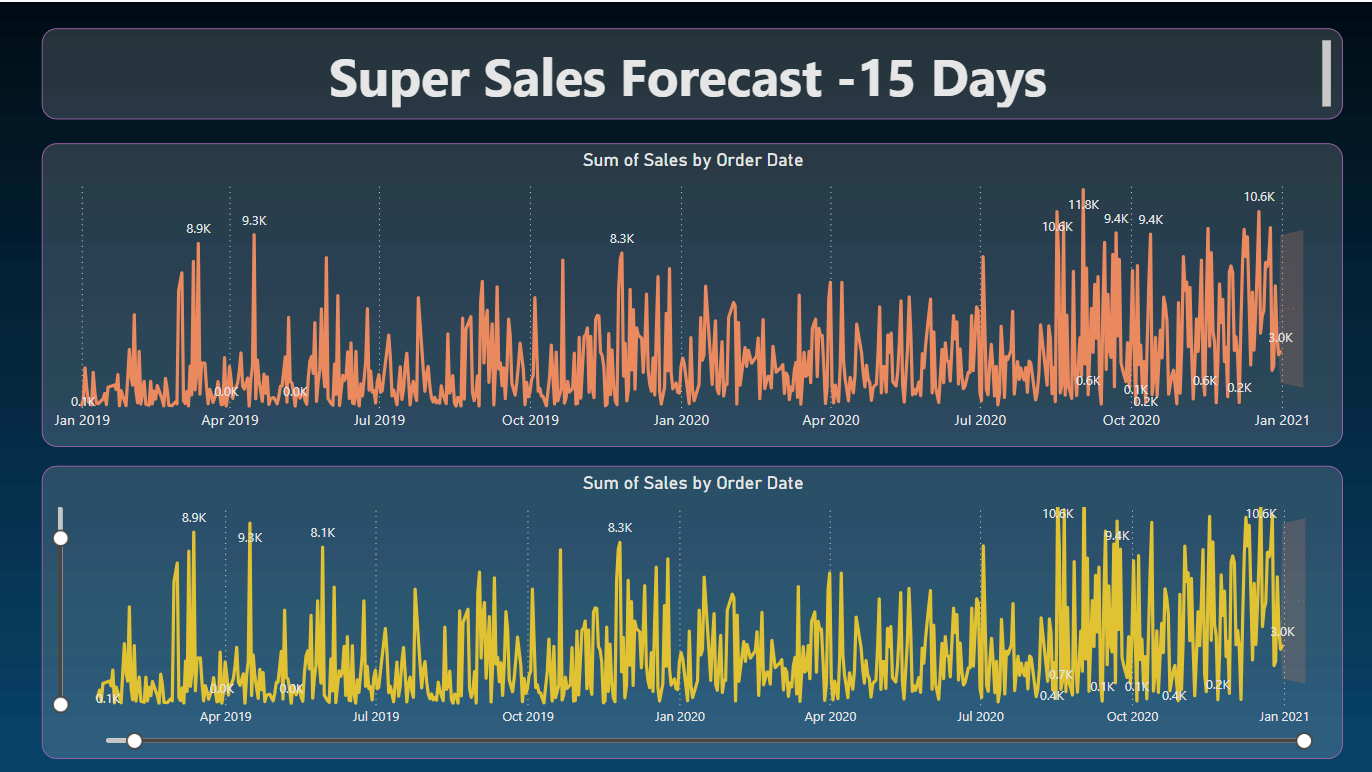 Super Sales Forecast -15 Days
Sum of Sales by Order Date
11.8K
10.6K
10.6K
9.4K
9.4K
9.3K
8.9K
8.3K
3.0K
0.6K
0.6K
0.2K
0.1K
0.0K
0.0K
0.1K
0.2K
Jan 2019
Apr 2019
Jul 2019
Oct 2019
Jan 2020
Apr 2020
Jul 2020
Oct 2020
Jan 2021
Sum of Sales by Order Date
8.9K
10.6K
10.6K
8.3K
8.1K
9.3K
9.4K
3.0K
0.7K
0.0K
0.0K
0.1K
0.1K
0.2K
0.1K
0.4K
0.4K
Apr 2019
Jul 2019
Oct 2019
Jan 2020
Apr 2020
Jul 2020
Oct 2020
Jan 2021